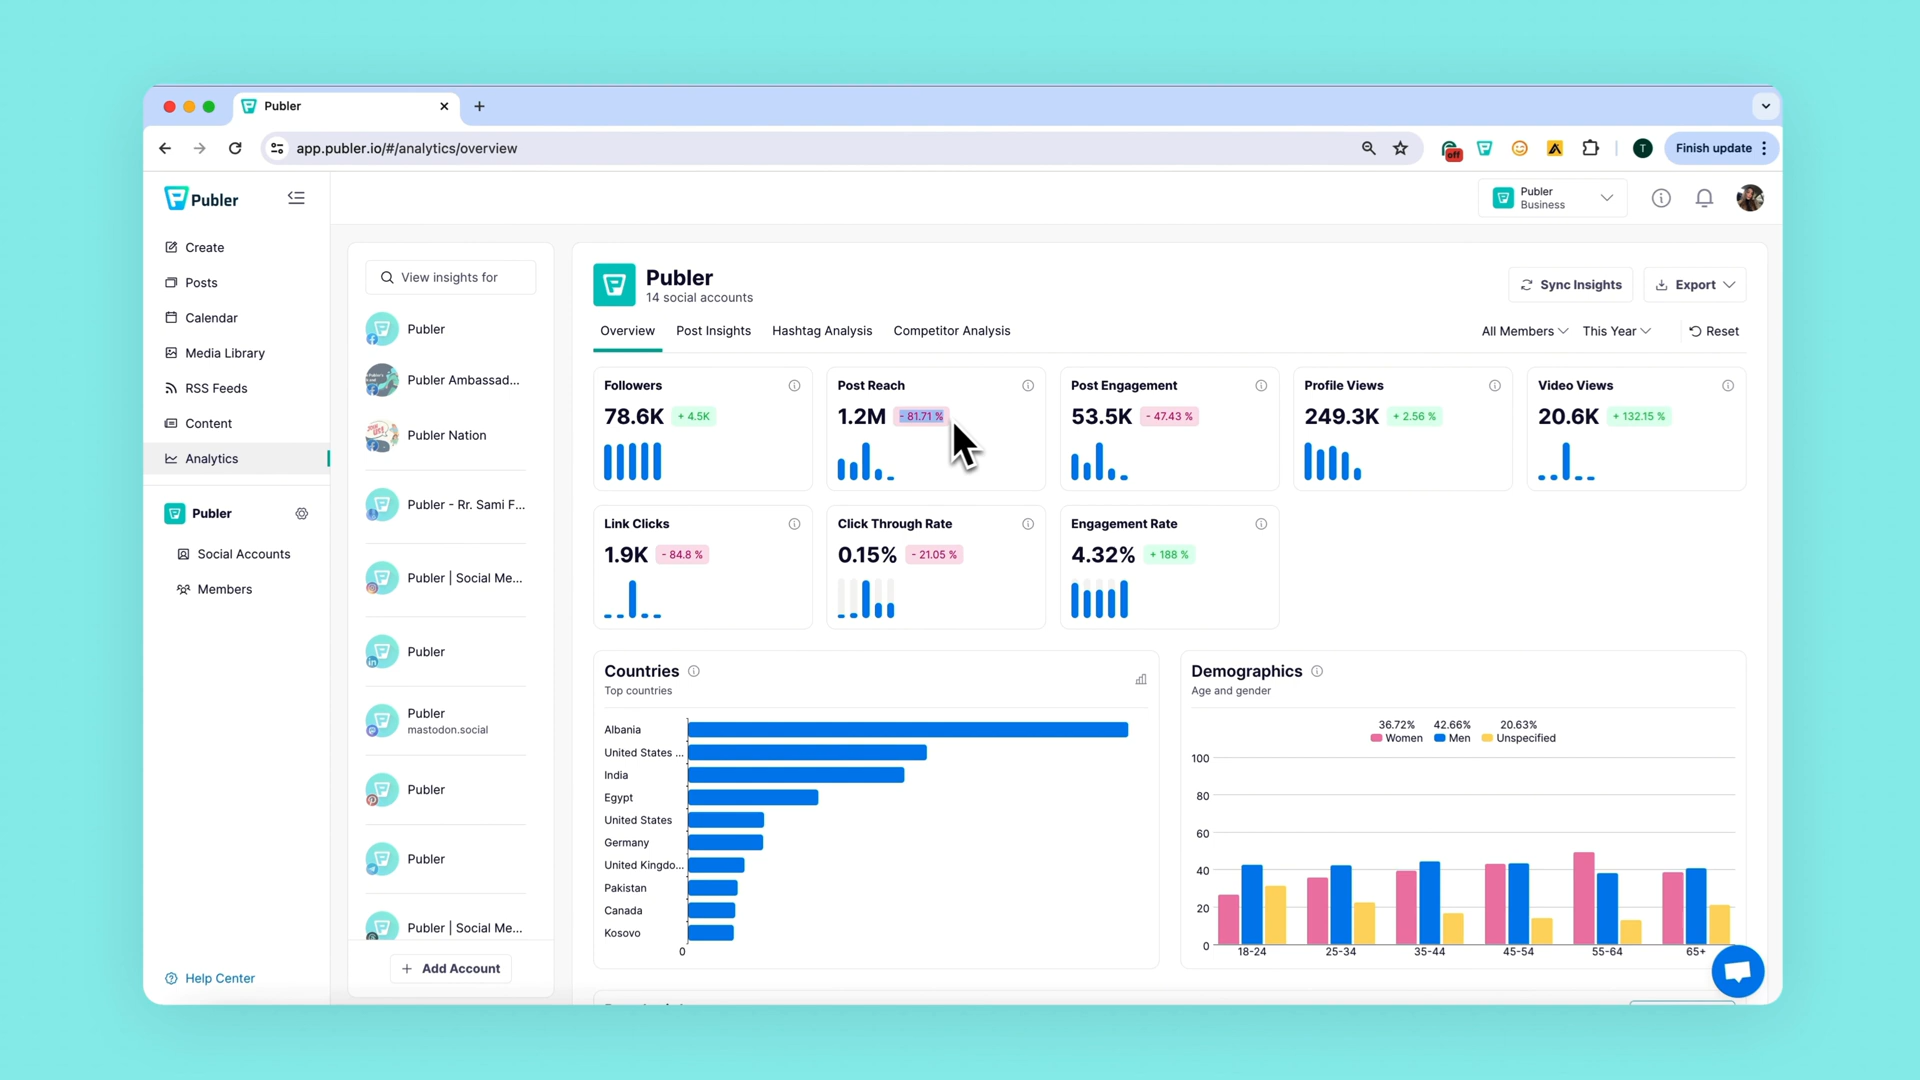 Publer
app.publer.io/#/analytics/overview
off
T
Finish update
Publer
Publer
Business
Create
Posts
Calendar
Media Library
RSS Feeds
Content
Analytics
Publer
Social Accounts
Members
Help Center
View insights for
Publer
Publer Ambassad...
Publer Nation
Publer - Rr. Sami F...
Publer | Social Me...
Publer
Publer
mastodon.social
Publer
Publer
Publer | Social Me...
Add Account
Publer
14 social accounts
Sync Insights
Export
Overview
Post Insights
Hashtag Analysis
Competitor Analysis
All Members
This Year
Reset
Followers
78.6K
+ 4.5K
Post Reach
1.2M
- 81.71 %
Post Engagement
53.5K
- 47.43 %
Profile Views
249.3K
+ 2.56 %
Video Views
20.6K
+ 132.15 %
Link Clicks
1.9K
- 84.8 %
Click Through Rate
0.15%
- 21.05 %
Engagement Rate
4.32%
+ 188 %
Countries
Top countries
Albania
United States ...
India
Egypt
United States
Germany
United Kingdo...
Pakistan
Canada
Kosovo
0
Demographics
Age and gender
36.72% 42.66% 20.63%
Women Men Unspecified
100
80
60
40
20
0
18-24 25-34 35-44 45-54 55-64 65+